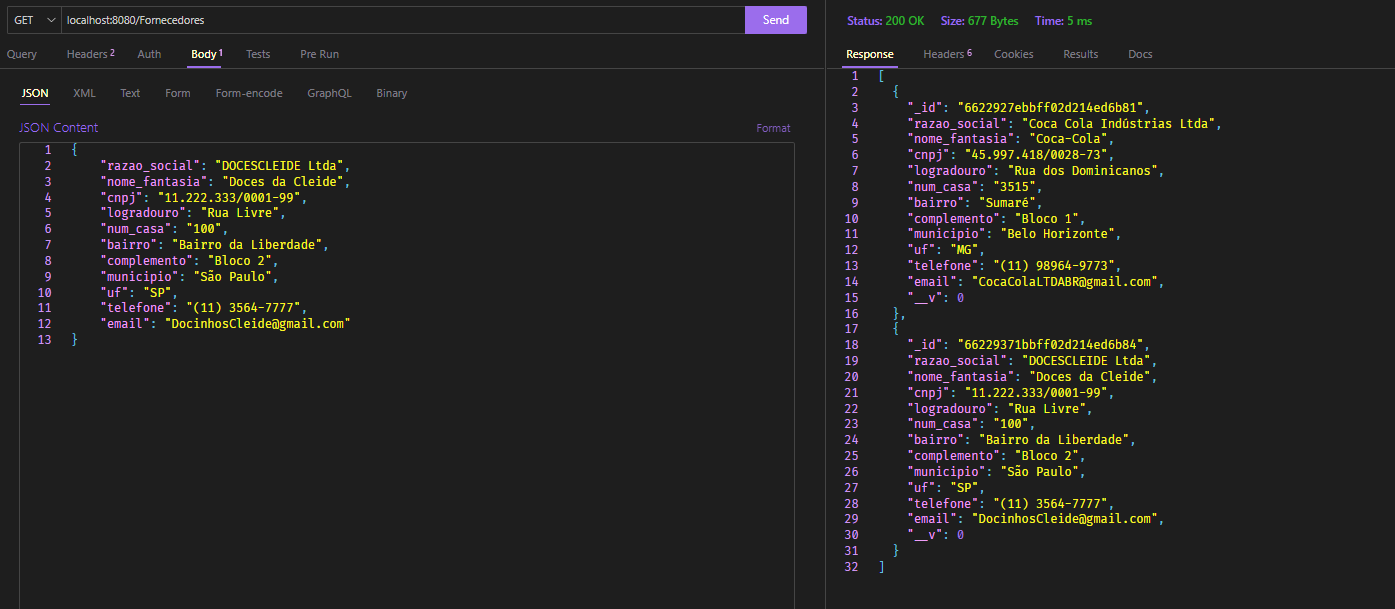 GET localhost:8080/Fornecedores Send
Query Headers 2 Auth Body 1 Tests Pre Run
JSON XML Text Form Form-encode GraphQL Binary
JSON Content Format
1 {
2 "razao_social": "DOCESCLEIDE Ltda",
3 "nome_fantasia": "Doces da Cleide",
4 "cnpj": "11.222.333/0001-99",
5 "logradouro": "Rua Livre",
6 "num_casa": "100",
7 "bairro": "Bairro da Liberdade",
8 "complemento": "Bloco 2",
9 "municipio": "São Paulo",
10 "uf": "SP",
11 "telefone": "(11) 3564-7777",
12 "email": "DocinhosCleide@gmail.com"
13 }
Status: 200 OK Size: 677 Bytes Time: 5 ms
Response Headers 6 Cookies Results Docs
1 [
2 {
3 "_id": "6622927ebbff02d214ed6b81",
4 "razao_social": "Coca Cola Indústrias Ltda",
5 "nome_fantasia": "Coca-Cola",
6 "cnpj": "45.997.418/0028-73",
7 "logradouro": "Rua dos Dominicanos",
8 "num_casa": "3515",
9 "bairro": "Sumaré",
10 "complemento": "Bloco 1",
11 "municipio": "Belo Horizonte",
12 "uf": "MG",
13 "telefone": "(11) 98964-9773",
14 "email": "CocaColaLTDABR@gmail.com",
15 "__v": 0
16 },
17 {
18 "_id": "66229371bbff02d214ed6b84",
19 "razao_social": "DOCESCLEIDE Ltda",
20 "nome_fantasia": "Doces da Cleide",
21 "cnpj": "11.222.333/0001-99",
22 "logradouro": "Rua Livre",
23 "num_casa": "100",
24 "bairro": "Bairro da Liberdade",
25 "complemento": "Bloco 2",
26 "municipio": "São Paulo",
27 "uf": "SP",
28 "telefone": "(11) 3564-7777",
29 "email": "DocinhosCleide@gmail.com",
30 "__v": 0
31 }
32 ]